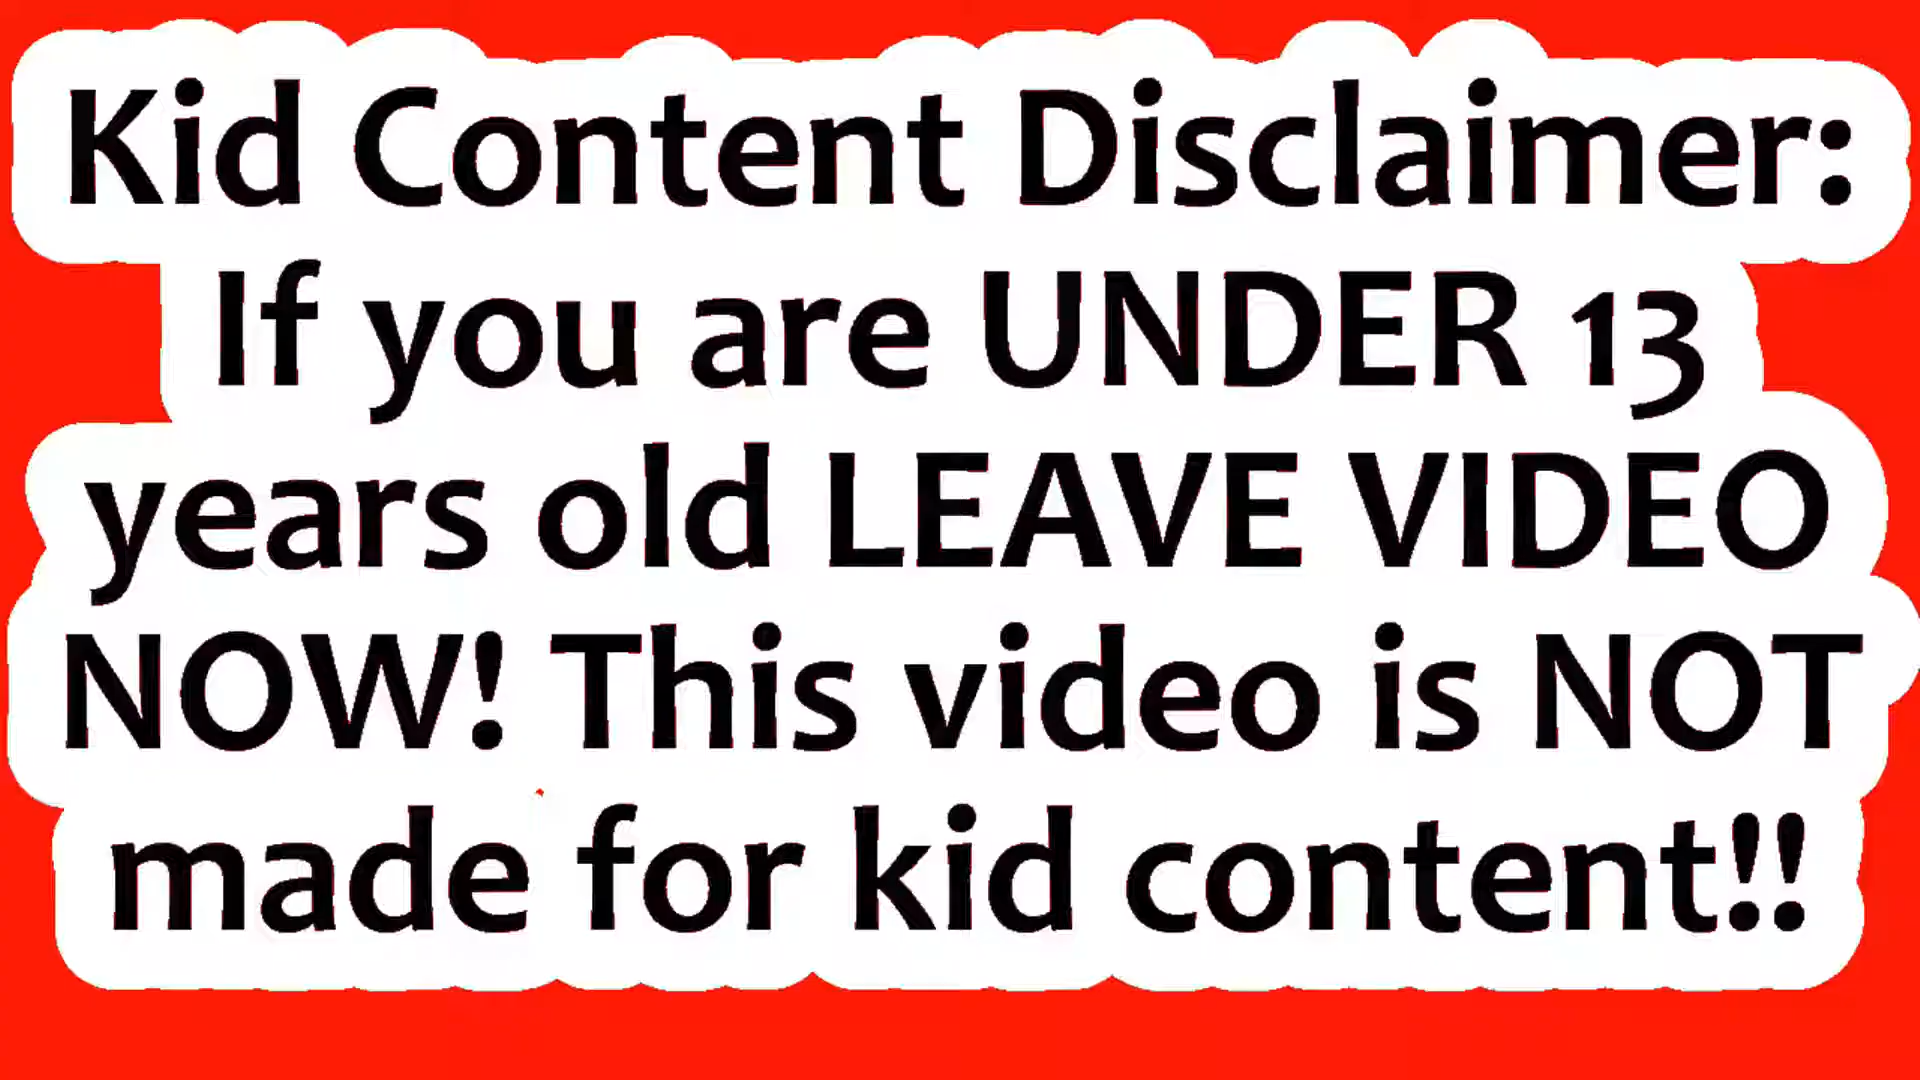 Kid Content Disclaimer:
If you are UNDER 13
years old LEAVE VIDEO
NOW! This video is NOT
made for kid content!!